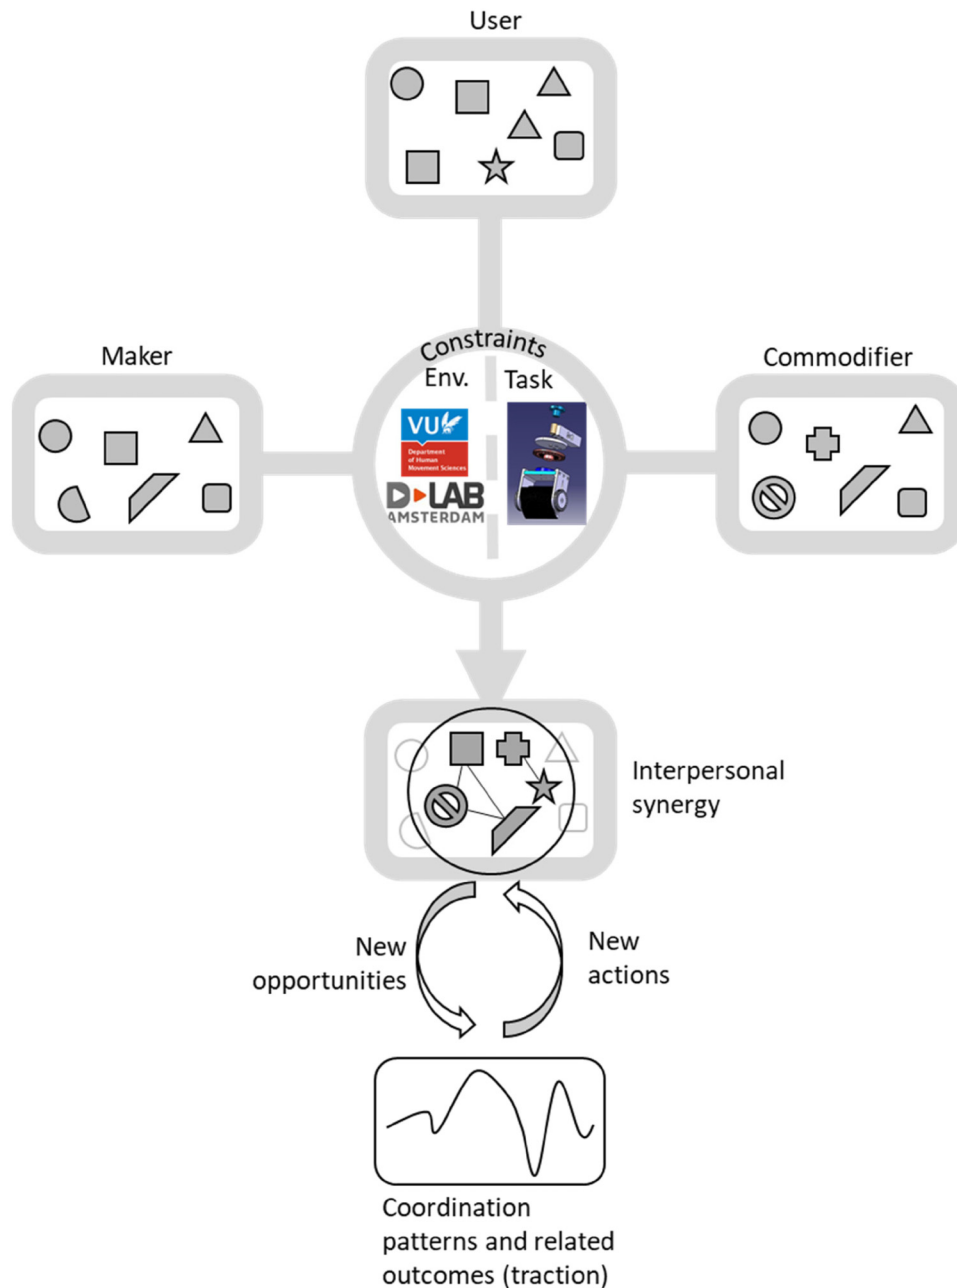 User
Constraints
Maker
Commodifier
Env.
Task
VU
Department
of Human
Movement Sciences
D LAB
AMSTERDAM
Interpersonal
synergy
New
opportunities
New
actions
Coordination
patterns and related
outcomes (traction)